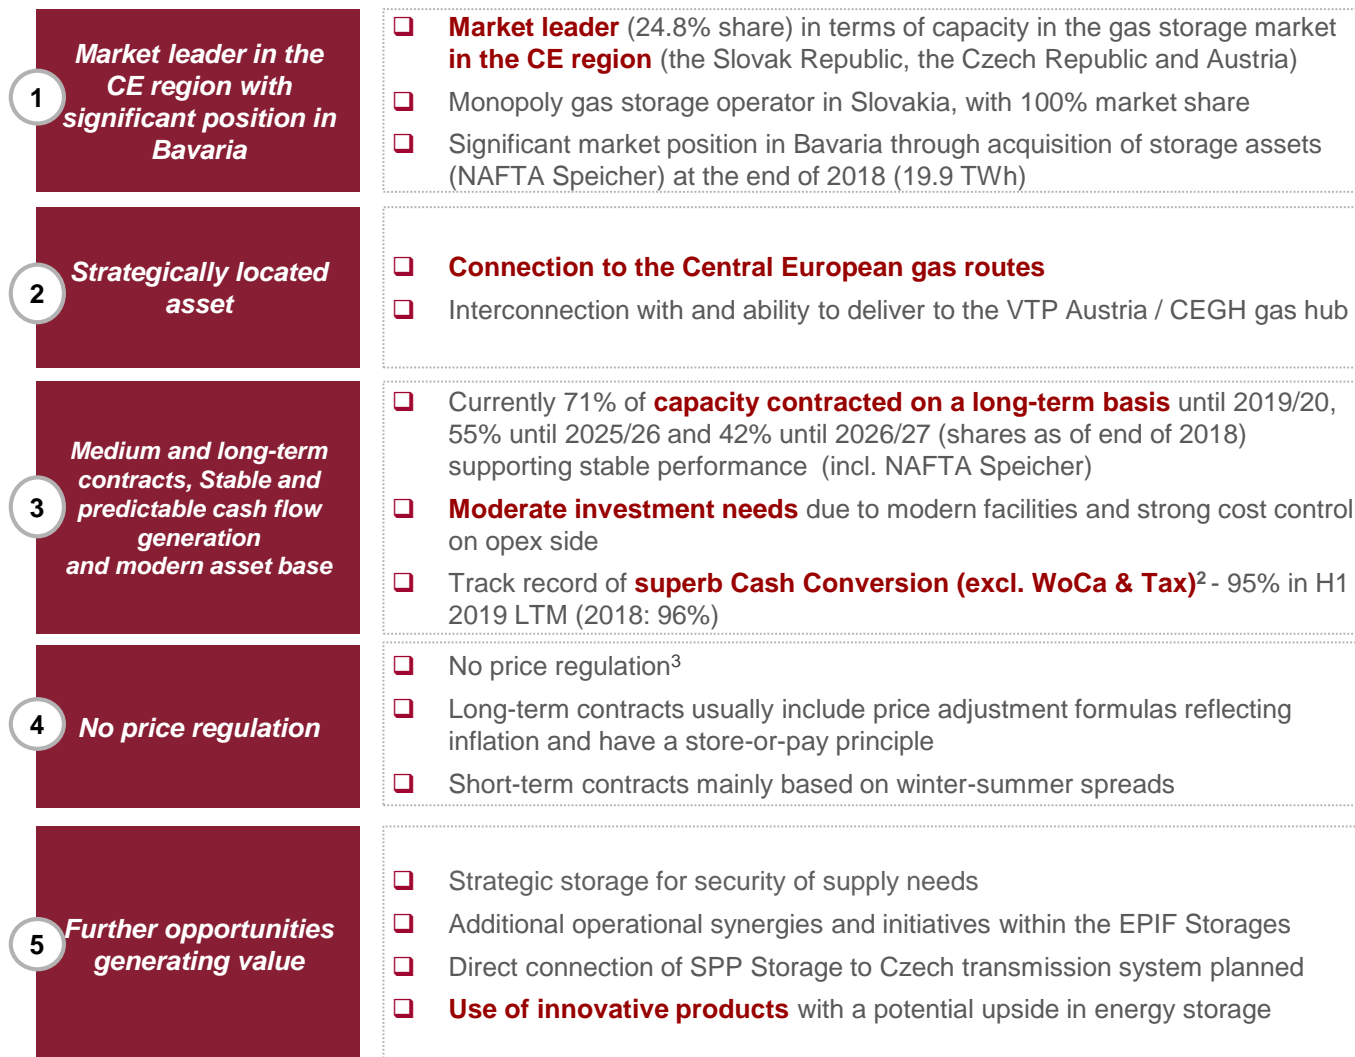 1
Market leader in the
CE region with
significant position in
Bavaria
❑ Market leader (24.8% share) in terms of capacity in the gas storage market
in the CE region (the Slovak Republic, the Czech Republic and Austria)
❑ Monopoly gas storage operator in Slovakia, with 100% market share
❑ Significant market position in Bavaria through acquisition of storage assets
(NAFTA Speicher) at the end of 2018 (19.9 TWh)
2
Strategically located
asset
❑ Connection to the Central European gas routes
❑ Interconnection with and ability to deliver to the VTP Austria / CEGH gas hub
3
Medium and long-term
contracts, Stable and
predictable cash flow
generation
and modern asset base
❑ Currently 71% of capacity contracted on a long-term basis until 2019/20,
55% until 2025/26 and 42% until 2026/27 (shares as of end of 2018)
supporting stable performance (incl. NAFTA Speicher)
❑ Moderate investment needs due to modern facilities and strong cost control
on opex side
❑ Track record of superb Cash Conversion (excl. WoCa & Tax)² - 95% in H1
2019 LTM (2018: 96%)
4
No price regulation
❑ No price regulation³
❑ Long-term contracts usually include price adjustment formulas reflecting
inflation and have a store-or-pay principle
❑ Short-term contracts mainly based on winter-summer spreads
5
Further opportunities
generating value
❑ Strategic storage for security of supply needs
❑ Additional operational synergies and initiatives within the EPIF Storages
❑ Direct connection of SPP Storage to Czech transmission system planned
❑ Use of innovative products with a potential upside in energy storage